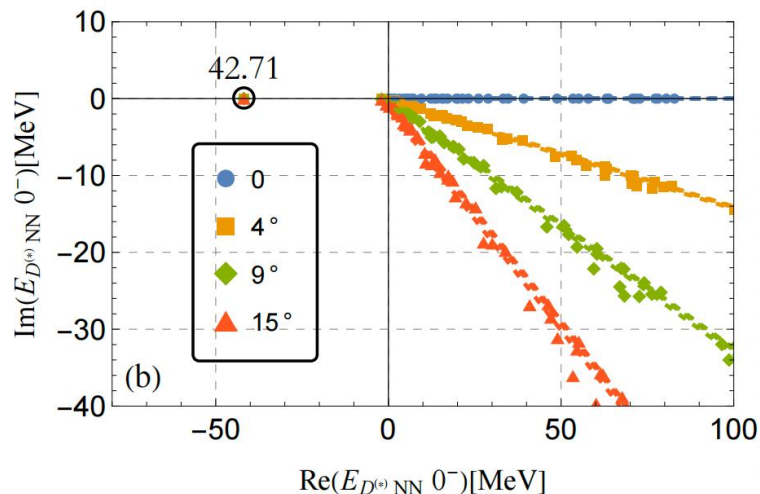 42.71
10
0
−10
−20
−30
−40
Im(E_{D^{(*)} NN} 0^−)[MeV]
0
4°
9°
15°
(b)
−50 0 50 100
Re(E_{D^{(*)} NN} 0^−)[MeV]